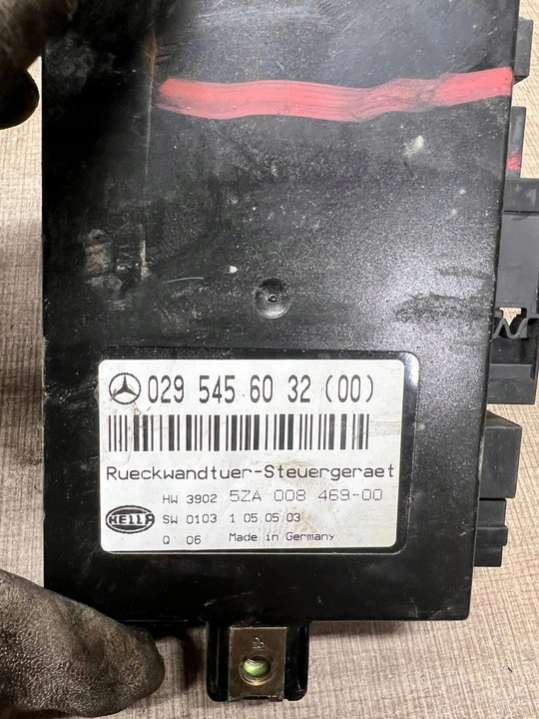 029 545 60 32 (00)
Rueckwandtuer-Steuergeraet
HW 3902 5ZA 008 469-00
HELLA SW 0103 1 05.05.03
Q 06 Made in Germany